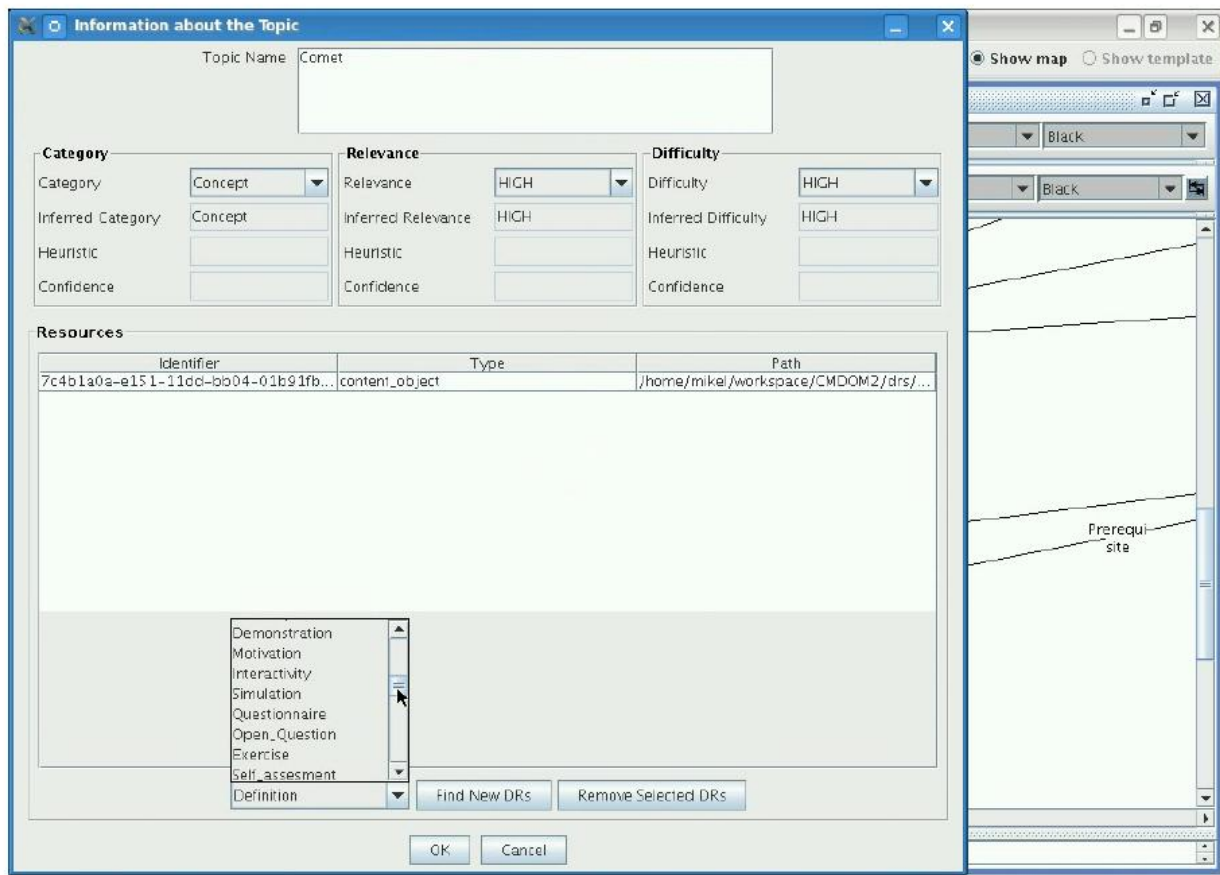 Information about the Topic
Topic Name Comet
Show map Show template
Black
Black
Category Relevance Difficulty
Category Concept Relevance HIGH Difficulty HIGH
Inferred Category Concept Inferred Relevance HIGH Inferred Difficulty HIGH
Heuristic Heuristic Heuristic
Confidence Confidence Confidence
Resources
Identifier Type Path
7c4b1a0a-e151-11dd-bb04-01b91fb... content_object /home/mikel/workspace/CMDOM2/drs/...
Prerequi
site
Demonstration
Motivation
Interactivity
Simulation
Questionnaire
Open_Question
Exercise
Self_assesment
Definition Find New DRs Remove Selected DRs
OK Cancel